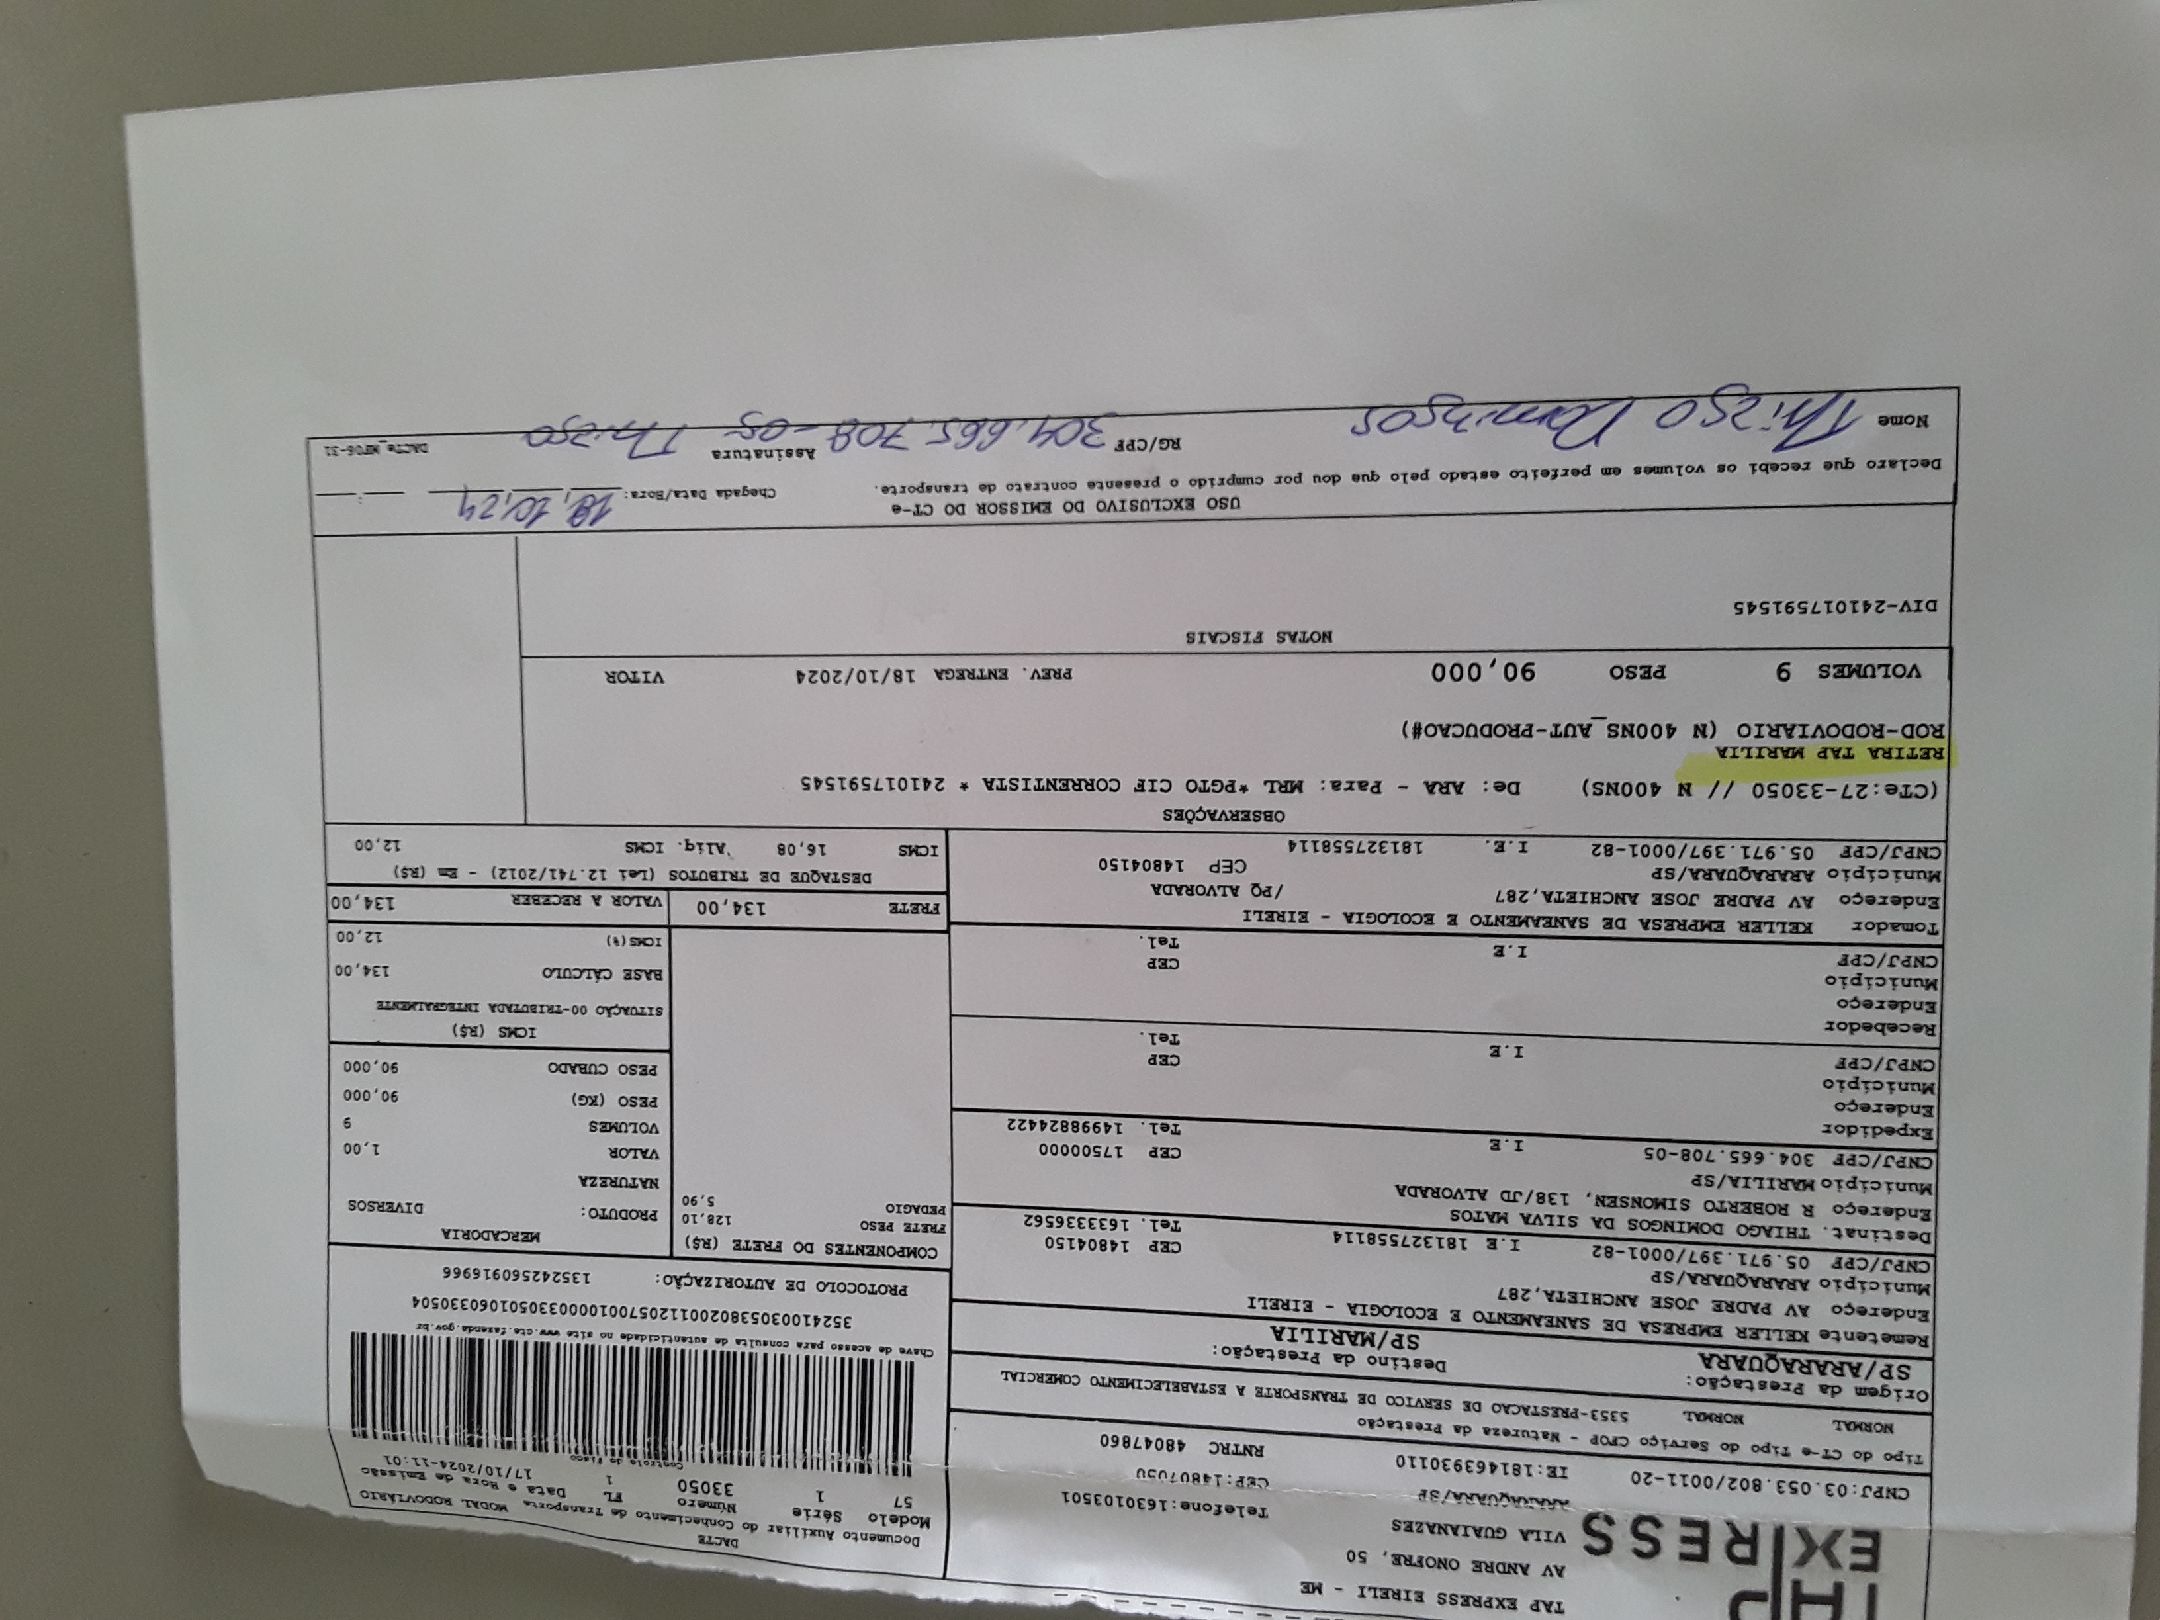 TAP
EXPRESS
TAP EXPRESS EIRELI - ME
AV ANDRE ONOFRE, 50
VILA GUAIANAZES Telefone:1630103501
ARARAQUARA/SP CEP:14807050
CNPJ:03.053.802/0011-20 IE:181463930110 RNTRC 48047860
DACTE
Documento Auxiliar do Conhecimento de Transporte MODAL RODOVIÁRIO
Modelo Série Número FL Data e Hora de Emissão
57 1 33050 1 17/10/2024-11:01
Controle do Fisco
Chave de acesso para consulta de autenticidade no site www.cte.fazenda.gov.br
35241003053802001120570010000330501060330504
PROTOCOLO DE AUTORIZAÇÃO: 135242560916966
Tipo do CT-e Tipo do Serviço CFOP - Natureza da Prestação
NORMAL NORMAL 5353-PRESTACAO DE SERVICO DE TRANSPORTE A ESTABELECIMENTO COMERCIAL
Origem da Prestação: Destino da Prestação:
SP/ARARAQUARA SP/MARILIA
Remetente KELLER EMPRESA DE SANEAMENTO E ECOLOGIA - EIRELI
Endereço AV PADRE JOSE ANCHIETA,287
Município ARARAQUARA/SP CEP 14804150
CNPJ/CPF 05.971.397/0001-82 I.E 181327558114 Tel. 1633336562
Destinat. THIAGO DOMINGOS DA SILVA MATOS
Endereço R ROBERTO SIMONSEN, 138/JD ALVORADA
Município MARILIA/SP CEP 17500000
CNPJ/CPF 304.665.708-05 I.E Tel. 14998824422
Expedidor
Endereço
Município CEP
CNPJ/CPF I.E Tel.
Recebedor
Endereço
Município CEP
CNPJ/CPF I.E Tel.
Tomador KELLER EMPRESA DE SANEAMENTO E ECOLOGIA - EIRELI
Endereço AV PADRE JOSE ANCHIETA,287 /PQ ALVORADA
Município ARARAQUARA/SP CEP 14804150
CNPJ/CPF 05.971.397/0001-82 I.E. 181327558114
COMPONENTES DO FRETE (R$)
FRETE PESO 128,10
PEDAGIO 5,90
MERCADORIA
PRODUTO: DIVERSOS
NATUREZA
VALOR 1,00
VOLUMES 9
PESO (KG) 90,000
PESO CUBADO 90,000
ICMS (R$)
SITUAÇÃO 00-TRIBUTADA INTEGRALMENTE
BASE CÁLCULO 134,00
ICMS(%) 12,00
FRETE 134,00 VALOR A RECEBER 134,00
DESTAQUE DE TRIBUTOS (Lei 12.741/2012) - Em (R$)
ICMS 16,08 Aliq. ICMS 12,00
OBSERVAÇÕES
(CTe:27-33050 // N 400NS) De: ARA - Para: MRL *PGTO CIF CORRENTISTA * 241017591545
RETIRA TAP MARILIA
ROD-RODOVIARIO (N 400NS_AUT-PRODUCAO#)
VOLUMES 9 PESO 90,000 PREV. ENTREGA 18/10/2024 VITOR
NOTAS FISCAIS
DIV-241017591545
USO EXCLUSIVO DO EMISSOR DO CT-e
Declaro que recebi os volumes em perfeito estado pelo que dou por cumprido o presente contrato de transporte. Chegada Data/Hora: 18,10,24
Nome Thiago Domingos RG/CPF 304.665.708-05 Assinatura Thiago DACTe_MF06-31